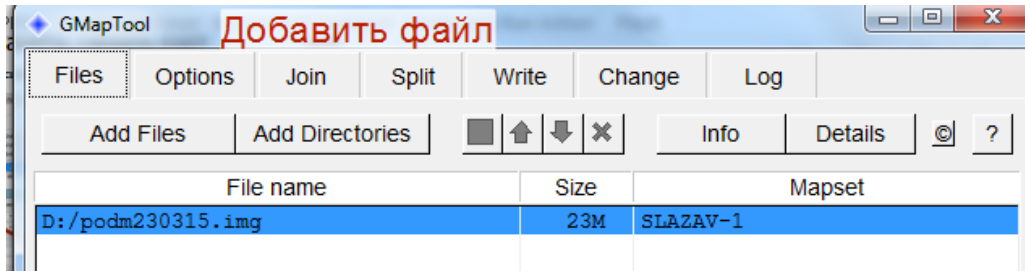 GMapTool
Добавить файл
Files Options Join Split Write Change Log
Add Files Add Directories Info Details © ?
File name Size Mapset
D:/podm230315.img 23M SLAZAV-1